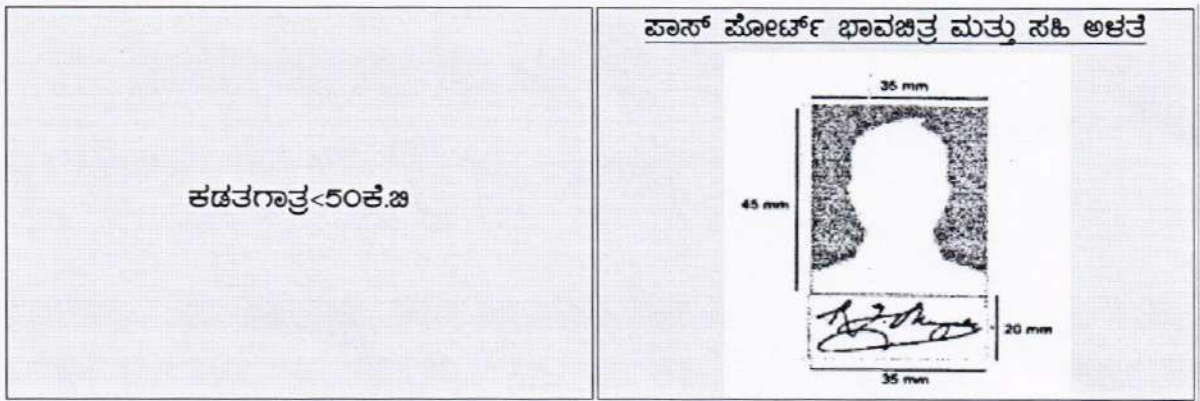 ಕಡತಗಾತ್ರ<50ಕೆ.ಬಿ
ಪಾಸ್ ಪೋರ್ಟ್ ಭಾವಚಿತ್ರ ಮತ್ತು ಸಹಿ ಅಳತೆ
35 mm
45 mm
20 mm
35 mm